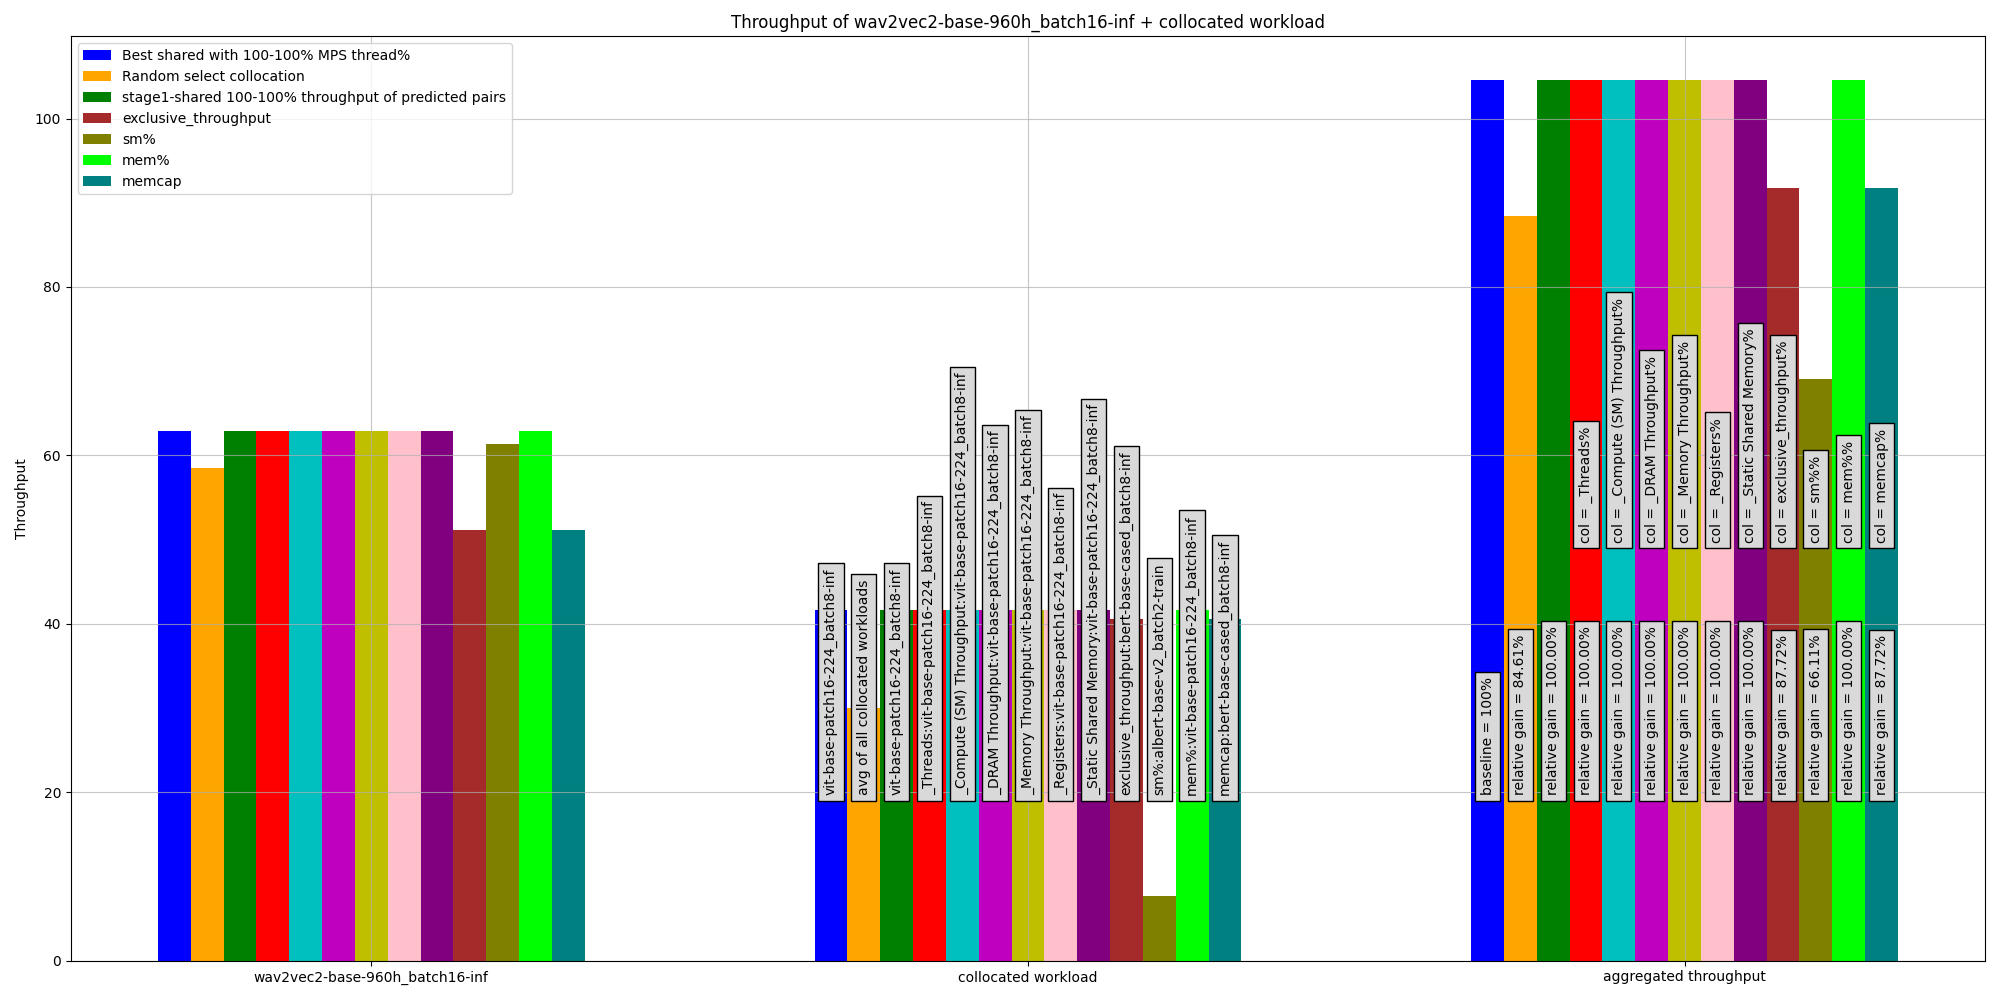 Throughput of wav2vec2-base-960h_batch16-inf + collocated workload
Best shared with 100-100% MPS thread%
Random select collocation
stage1-shared 100-100% throughput of predicted pairs
exclusive_throughput
sm%
mem%
memcap
Throughput
100
80
60
40
20
0
vit-base-patch16-224_batch8-inf
avg of all collocated workloads
vit-base-patch16-224_batch8-inf
_Threads:vit-base-patch16-224_batch8-inf
_Compute (SM) Throughput:vit-base-patch16-224_batch8-inf
_DRAM Throughput:vit-base-patch16-224_batch8-inf
_Memory Throughput:vit-base-patch16-224_batch8-inf
_Registers:vit-base-patch16-224_batch8-inf
_Static Shared Memory:vit-base-patch16-224_batch8-inf
exclusive_throughput:bert-base-cased_batch8-inf
sm%:albert-base-v2_batch2-train
mem%:vit-base-patch16-224_batch8-inf
memcap:bert-base-cased_batch8-inf
col = _Threads%
col = _Compute (SM) Throughput%
col = _DRAM Throughput%
col = _Memory Throughput%
col = _Registers%
col = _Static Shared Memory%
col = exclusive_throughput%
col = sm%%
col = mem%%
col = memcap%
baseline = 100%
relative gain = 84.61%
relative gain = 100.00%
relative gain = 100.00%
relative gain = 100.00%
relative gain = 100.00%
relative gain = 100.00%
relative gain = 100.00%
relative gain = 100.00%
relative gain = 87.72%
relative gain = 66.11%
relative gain = 100.00%
relative gain = 87.72%
wav2vec2-base-960h_batch16-inf
collocated workload
aggregated throughput